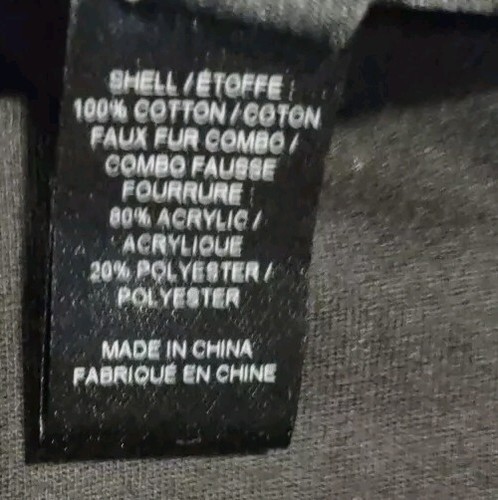 SHELL / ÉTOFFE :
100% COTTON / COTON
FAUX FUR COMBO /
COMBO FAUSSE
FOURRURE :
80% ACRYLIC /
ACRYLIQUE
20% POLYESTER /
POLYESTER
MADE IN CHINA
FABRIQUÉ EN CHINE